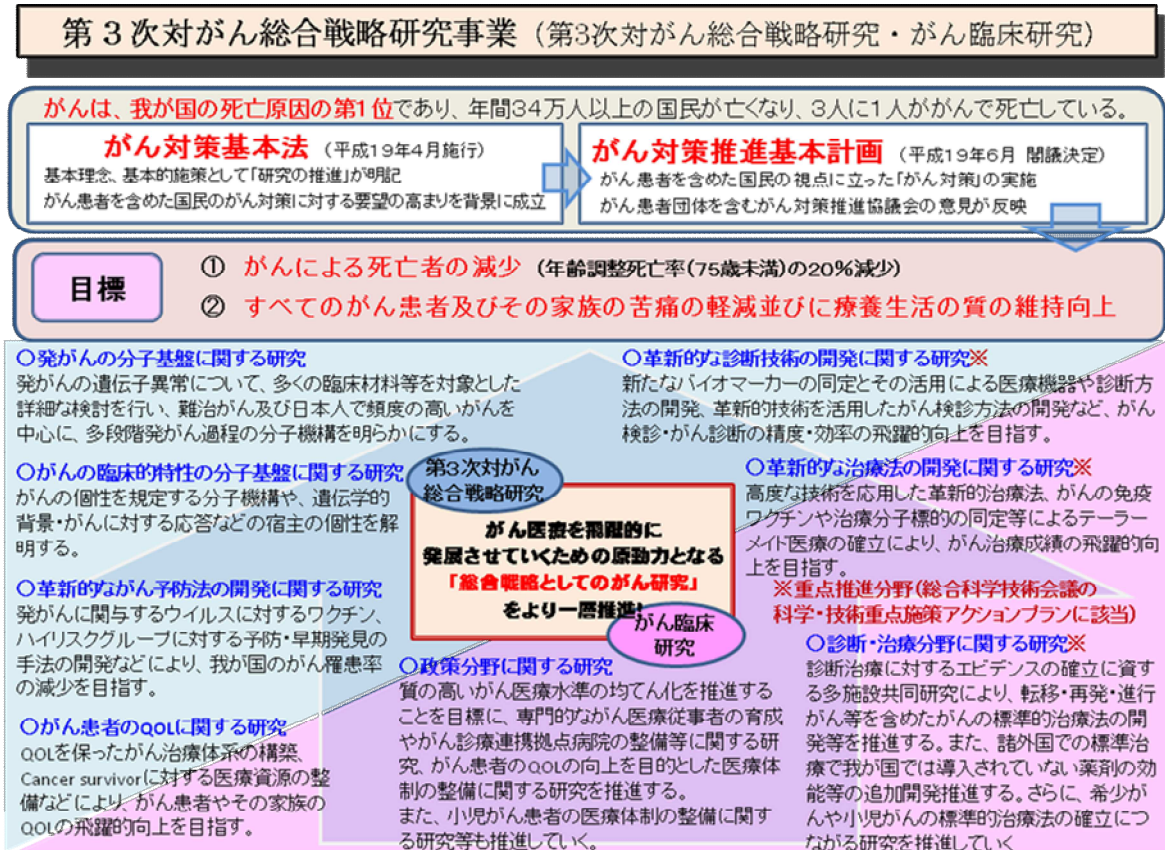 第３次対がん総合戦略研究事業（第3次対がん総合戦略研究・がん臨床研究）
がんは、我が国の死亡原因の第1位であり、年間34万人以上の国民が亡くなり、3人に1人ががんで死亡している。
がん対策基本法（平成19年4月施行）
基本理念、基本的施策として「研究の推進」が明記
がん患者を含めた国民のがん対策に対する要望の高まりを背景に成立
がん対策推進基本計画（平成19年6月 閣議決定）
がん患者を含めた国民の視点に立った「がん対策」の実施
がん患者団体を含むがん対策推進協議会の意見が反映
目標
① がんによる死亡者の減少（年齢調整死亡率(75歳未満)の20%減少）
② すべてのがん患者及びその家族の苦痛の軽減並びに療養生活の質の維持向上
○発がんの分子基盤に関する研究
発がんの遺伝子異常について、多くの臨床材料等を対象とした
詳細な検討を行い、難治がん及び日本人で頻度の高いがんを
中心に、多段階発がん過程の分子機構を明らかにする。
○がんの臨床的特性の分子基盤に関する研究
がんの個性を規定する分子機構や、遺伝学的
背景・がんに対する応答などの宿主の個性を解
明する。
○革新的ながん予防法の開発に関する研究
発がんに関与するウイルスに対するワクチン、
ハイリスクグループに対する予防・早期発見の
手法の開発などにより、我が国のがん罹患率
の減少を目指す。
○がん患者のQOLに関する研究
QOLを保ったがん治療体系の構築、
Cancer survivorに対する医療資源の整
備などにより、がん患者やその家族の
QOLの飛躍的向上を目指す。
第3次対がん
総合戦略研究
がん医療を飛躍的に
発展させていくための原動力となる
「総合戦略としてのがん研究」
をより一層推進!
がん臨床
研究
○政策分野に関する研究
質の高いがん医療水準の均てん化を推進する
ことを目標に、専門的ながん医療従事者の育成
やがん診療連携拠点病院の整備等に関する研
究、がん患者のQOLの向上を目的とした医療体
制の整備に関する研究を推進する。
また、小児がん患者の医療体制の整備に関す
る研究等も推進していく。
○革新的な診断技術の開発に関する研究※
新たなバイオマーカーの同定とその活用による医療機器や診断方
法の開発、革新的技術を活用したがん検診方法の開発など、がん
検診・がん診断の精度・効率の飛躍的向上を目指す。
○革新的な治療法の開発に関する研究※
高度な技術を応用した革新的治療法、がんの免疫
ワクチンや治療分子標的の同定等によるテーラー
メイド医療の確立により、がん治療成績の飛躍的向
上を目指す。
※重点推進分野(総合科学技術会議の
科学・技術重点施策アクションプランに該当)
○診断・治療分野に関する研究※
診断治療に対するエビデンスの確立に資す
る多施設共同研究により、転移・再発・進行
がん等を含めたがんの標準的治療法の開
発等を推進する。また、諸外国での標準治
療で我が国では導入されていない薬剤の効
能等の追加開発推進する。さらに、希少が
んや小児がんの標準的治療法の確立につ
ながる研究を推進していく